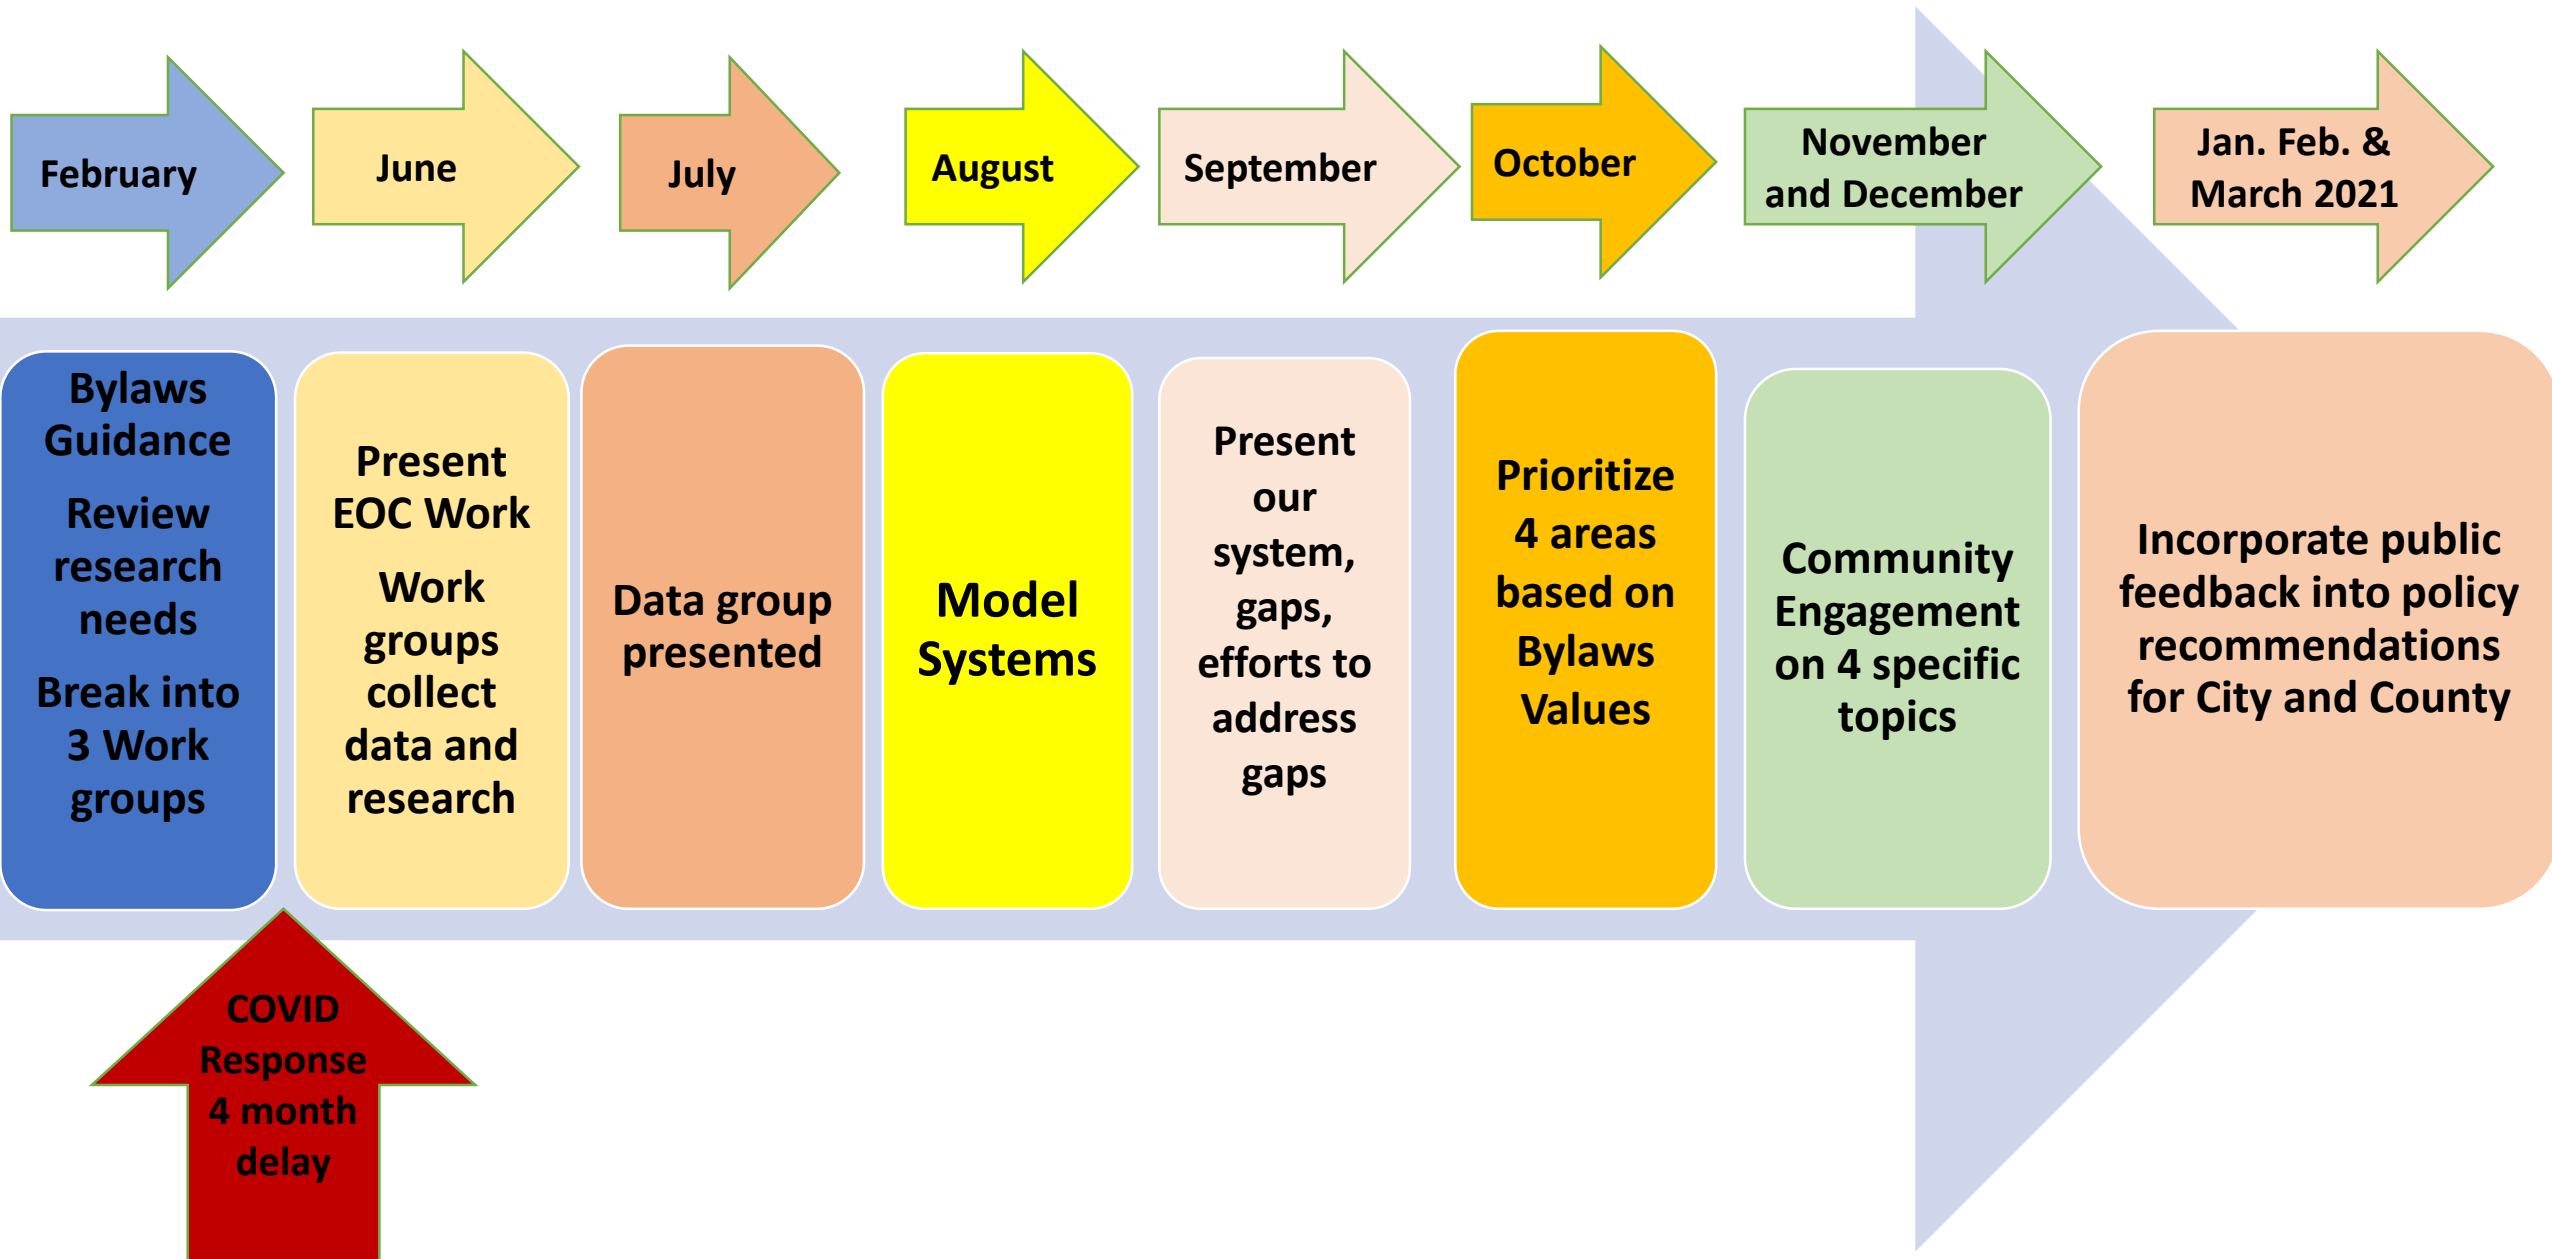 February
June
July
August
September
October
November
and December
Jan. Feb. &
March 2021
Bylaws
Guidance
Review
research
needs
Break into
3 Work
groups
Present
EOC Work
Work
groups
collect
data and
research
Data group
presented
Model
Systems
Present
our
system,
gaps,
efforts to
address
gaps
Prioritize
4 areas
based on
Bylaws
Values
Community
Engagement
on 4 specific
topics
Incorporate public
feedback into policy
recommendations
for City and County
COVID
Response
4 month
delay